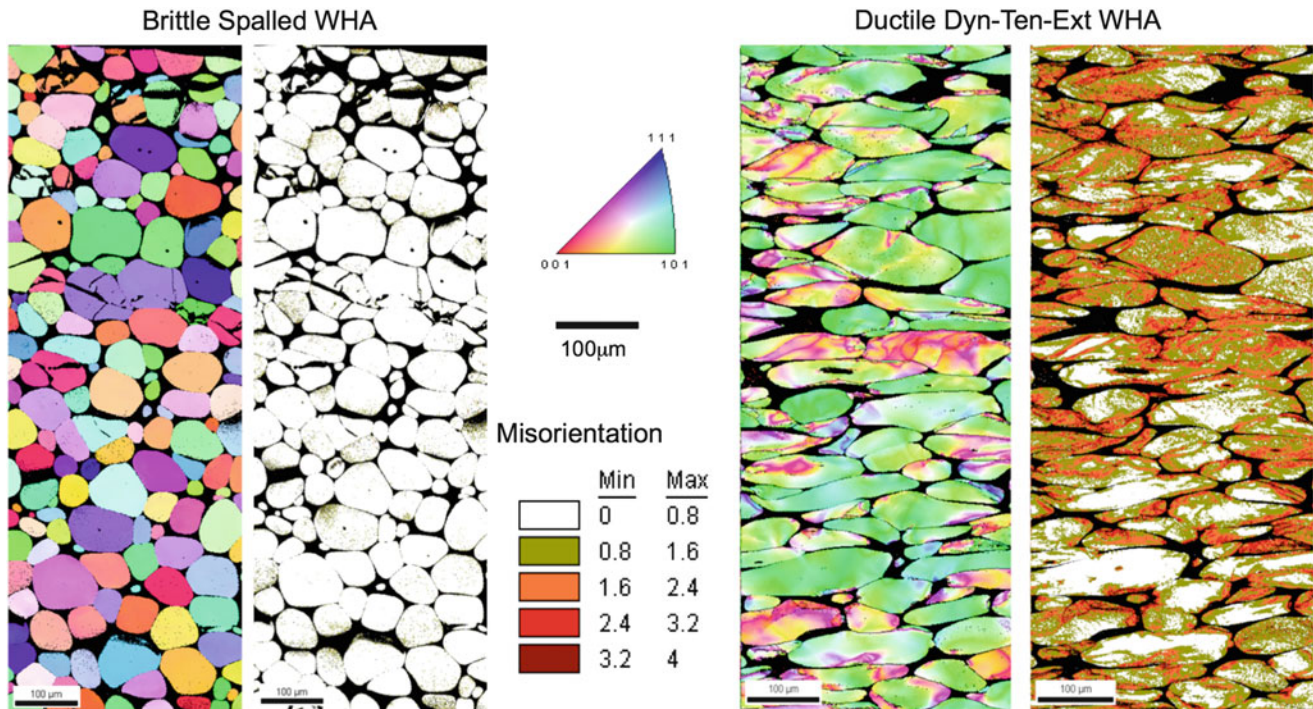 Brittle Spalled WHA
Ductile Dyn-Ten-Ext WHA
1 1 1
0 0 1
1 0 1
100μm
Misorientation
Min Max
0 0.8
0.8 1.6
1.6 2.4
2.4 3.2
3.2 4
100 μm
100 μm
100 μm
100 μm